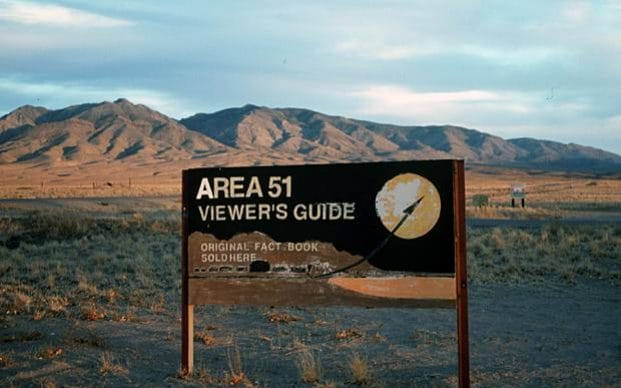 AREA 51
VIEWER'S GUIDE
ORIGINAL FACT BOOK
SOLD HERE